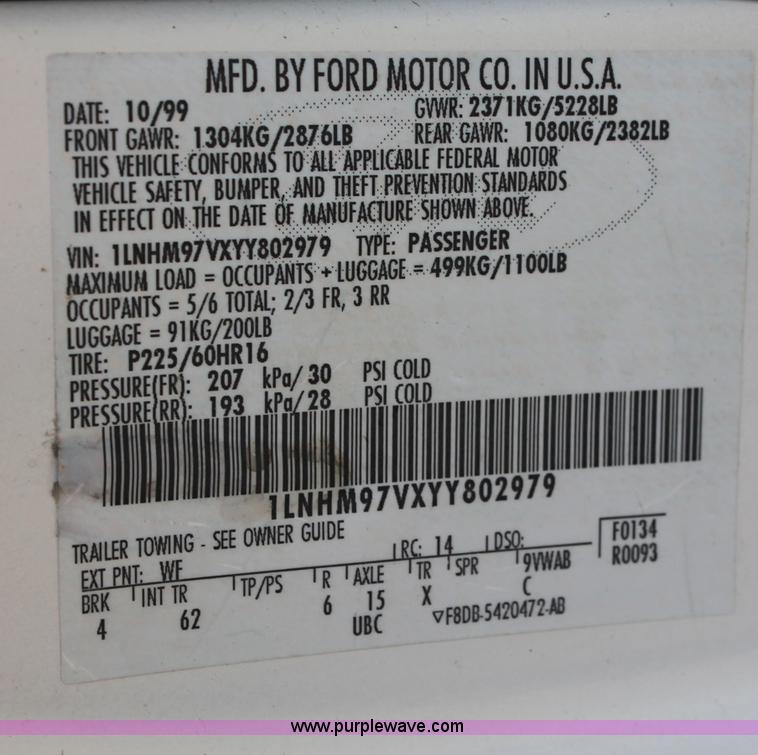 MFD. BY FORD MOTOR CO. IN U.S.A.
DATE: 10/99 GVWR: 2371KG/5228LB
FRONT GAWR: 1304KG/2876LB REAR GAWR: 1080KG/2382LB
THIS VEHICLE CONFORMS TO ALL APPLICABLE FEDERAL MOTOR
VEHICLE SAFETY, BUMPER, AND THEFT PREVENTION STANDARDS
IN EFFECT ON THE DATE OF MANUFACTURE SHOWN ABOVE.
VIN: 1LNHM97VXYY802979 TYPE: PASSENGER
MAXIMUM LOAD = OCCUPANTS + LUGGAGE = 499KG/1100LB
OCCUPANTS = 5/6 TOTAL; 2/3 FR, 3 RR
LUGGAGE = 91KG/200LB
TIRE: P225/60HR16
PRESSURE(FR): 207 kPa/ 30 PSI COLD
PRESSURE(RR): 193 kPa/ 28 PSI COLD
1LNHM97VXYY802979
TRAILER TOWING - SEE OWNER GUIDE
EXT PNT: WF RC: 14 DSO: F0134
BRK INT TR TP/PS R AXLE TR SPR 9VWAB R0093
4 62 6 15 X C
UBC ▽F8DB-5420472-AB
www.purplewave.com